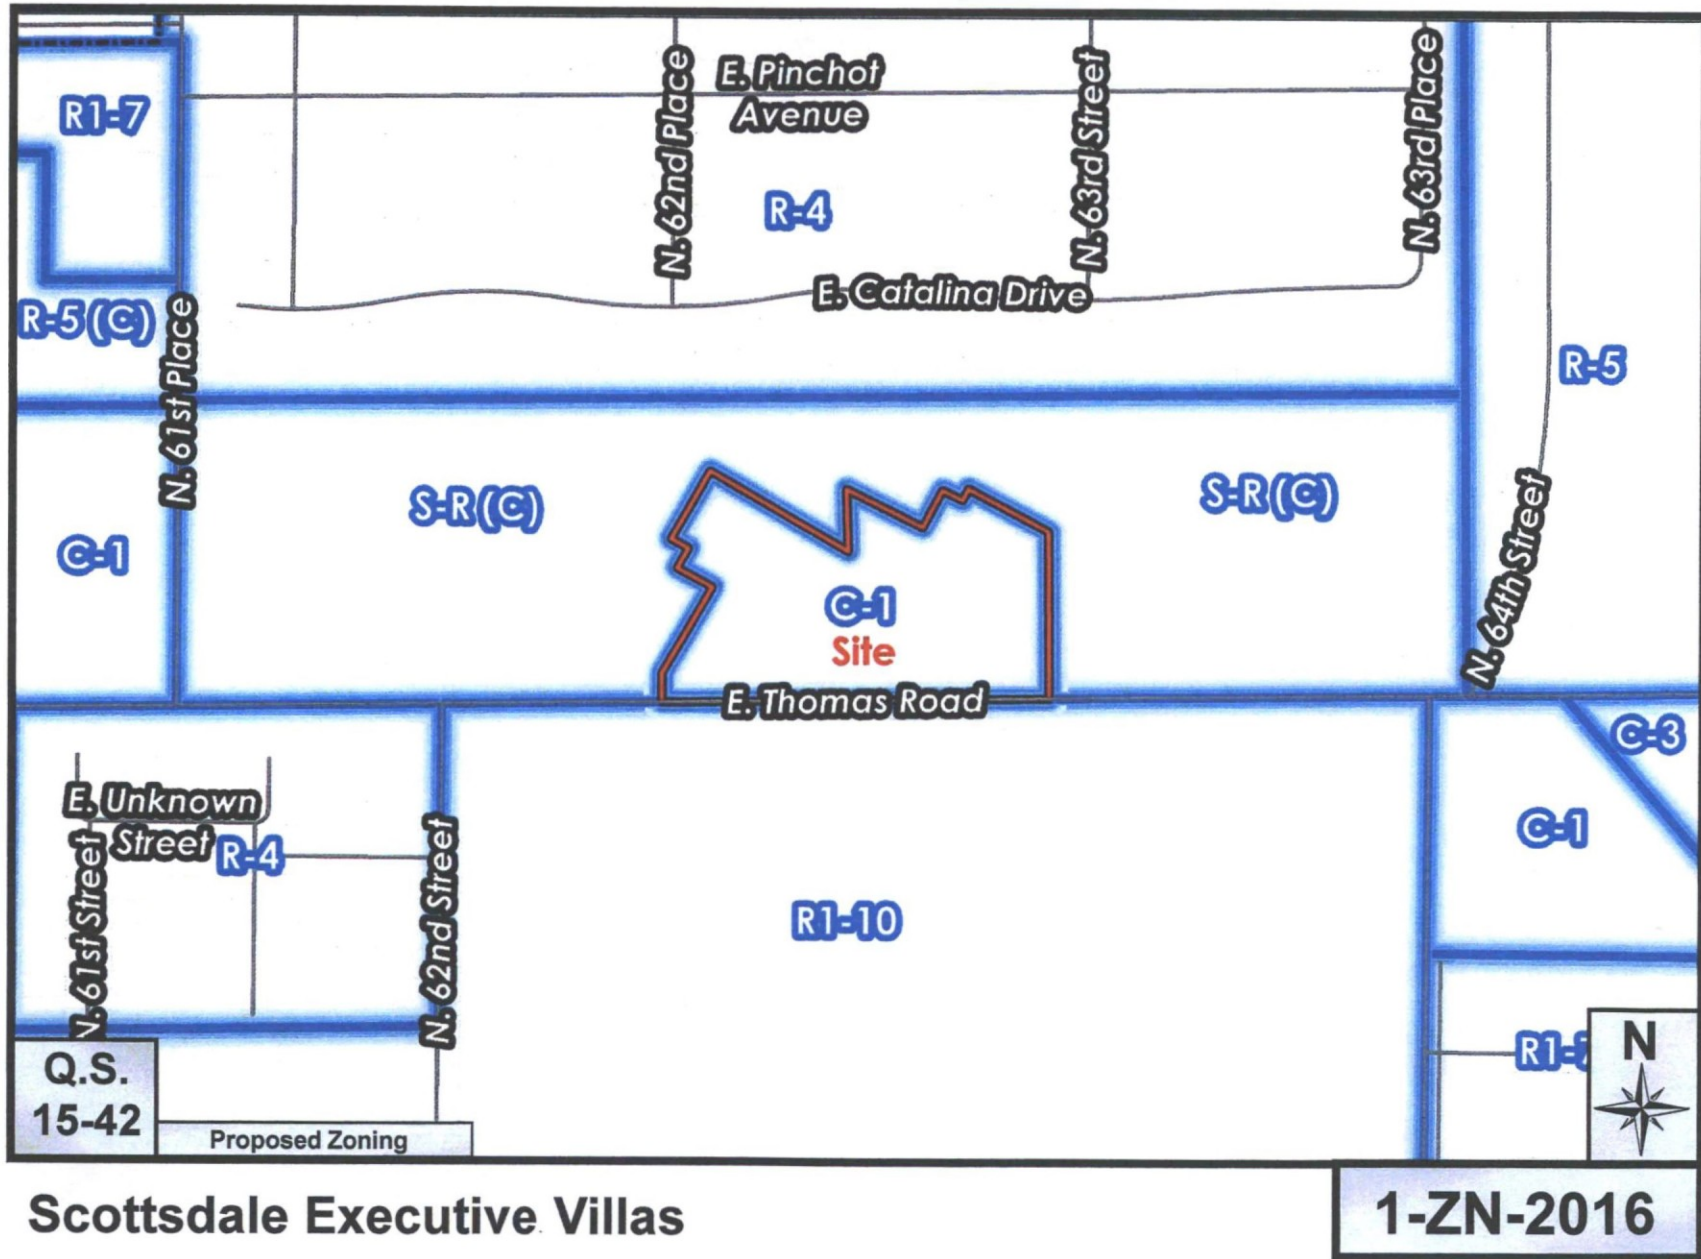 E. Pinchot
Avenue
N. 62nd Place
N. 63rd Street
N. 63rd Place
R1-7
R-4
E. Catalina Drive
R-5 (C)
N. 61st Place
R-5
S-R (C)
S-R (C)
C-1
C-1
Site
N. 64th Street
E. Thomas Road
C-3
C-1
E. Unknown
Street
R-4
N. 61st Street
N. 62nd Street
R1-10
Q.S.
15-42
Proposed Zoning
N
Scottsdale Executive Villas
1-ZN-2016